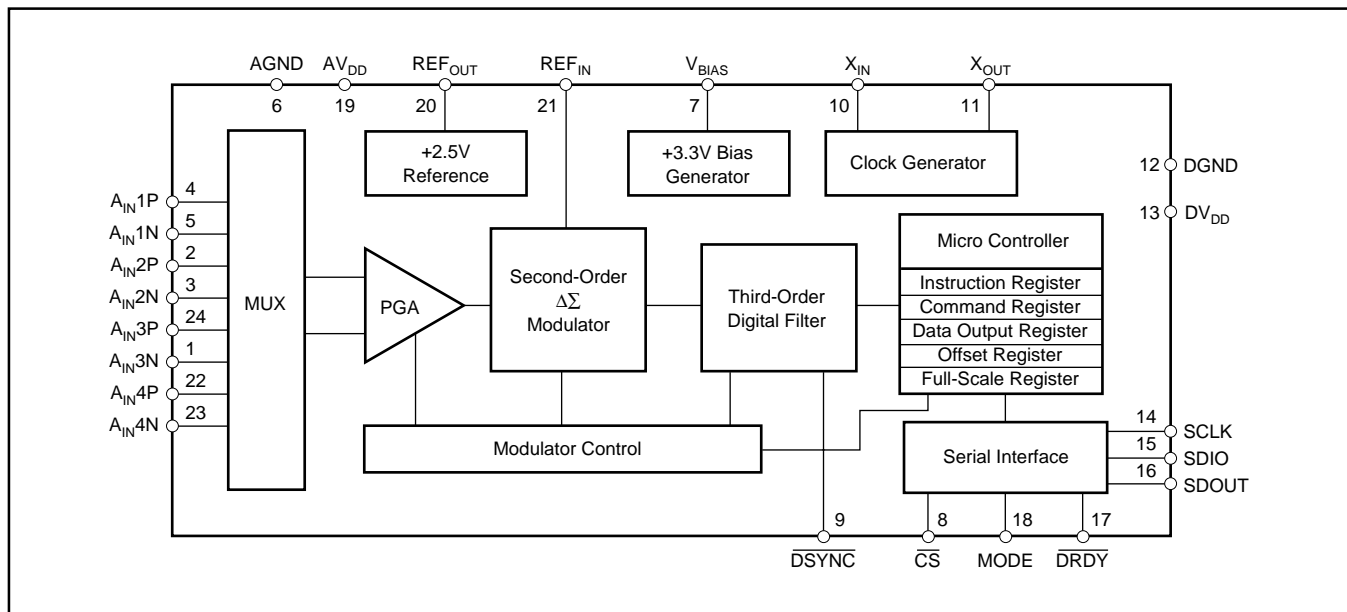 AGND AV_DD REF_OUT REF_IN V_BIAS X_IN X_OUT
6 19 20 21 7 10 11
+2.5V
Reference
+3.3V Bias
Generator
Clock Generator
12 DGND
13 DV_DD
A_IN1P 4
A_IN1N 5
A_IN2P 2
A_IN2N 3
A_IN3P 24
A_IN3N 1
A_IN4P 22
A_IN4N 23
MUX
PGA
Second-Order
ΔΣ
Modulator
Third-Order
Digital Filter
Micro Controller
Instruction Register
Command Register
Data Output Register
Offset Register
Full-Scale Register
Modulator Control
Serial Interface
14 SCLK
15 SDIO
16 SDOUT
9 8 18 17
D̅S̅Y̅N̅C̅ C̅S̅ MODE D̅R̅D̅Y̅